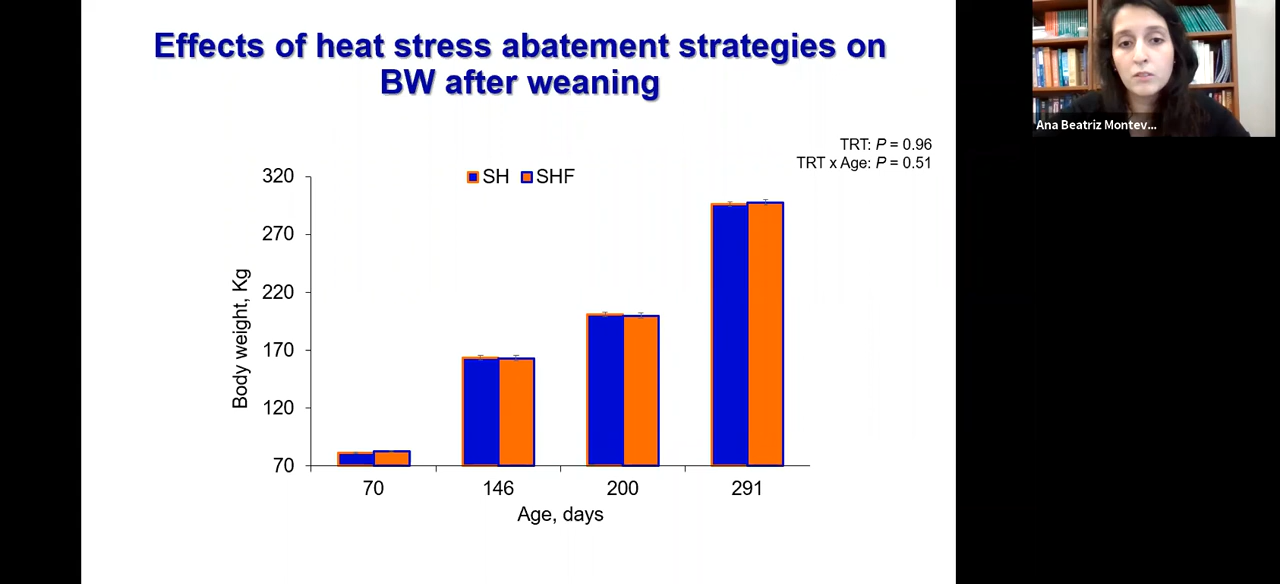 Effects of heat stress abatement strategies on
BW after weaning
Ana Beatriz Montev...
TRT: P = 0.96
TRT x Age: P = 0.51
SH SHF
320
270
220
170
120
70
Body weight, Kg
70 146 200 291
Age, days